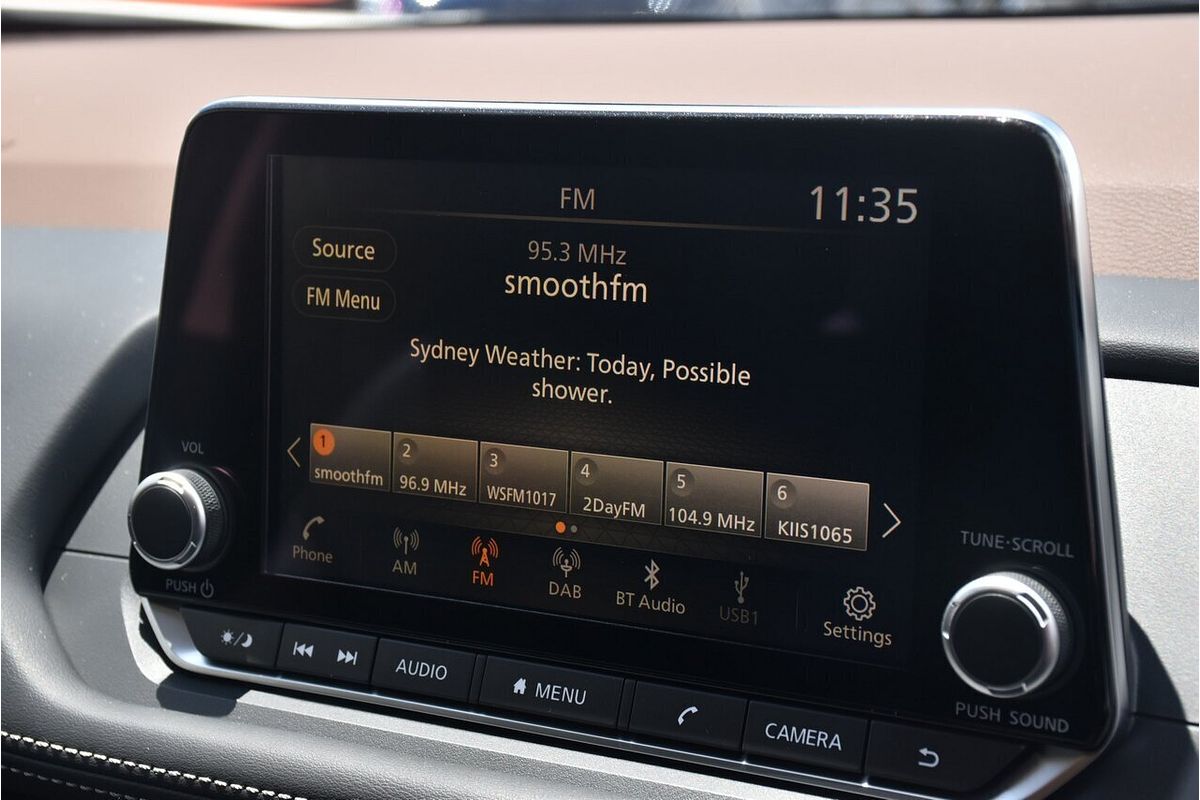 FM
11:35
Source
95.3 MHz
smoothfm
FM Menu
Sydney Weather: Today, Possible
shower.
1
smoothfm
2
96.9 MHz
3
WSFM1017
4
2DayFM
5
104.9 MHz
6
KIIS1065
VOL
PUSH
Phone
AM
FM
DAB
BT Audio
USB1
Settings
TUNE·SCROLL
PUSH SOUND
AUDIO
MENU
CAMERA